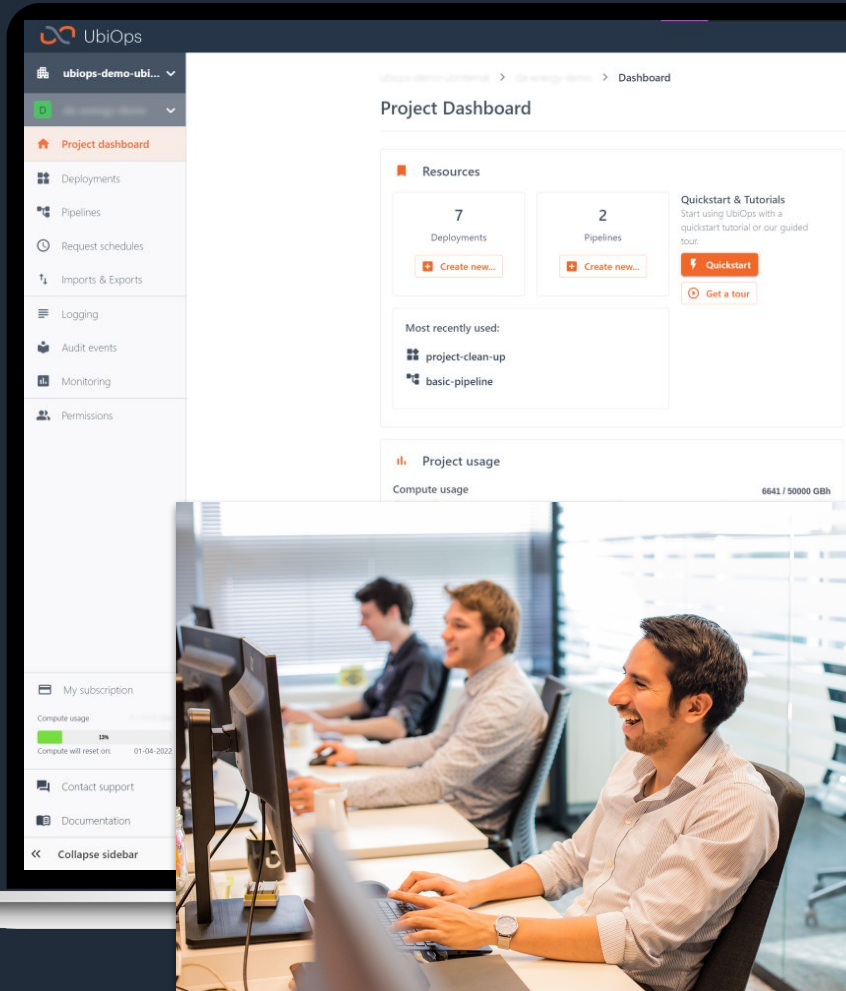 UbiOps
ubiops-demo-ubi...
D
Project dashboard
Deployments
Pipelines
Request schedules
Imports & Exports
Logging
Audit events
Monitoring
Permissions
My subscription
Compute usage
13%
Compute will reset on: 01-04-2022
Contact support
Documentation
Collapse sidebar
> > Dashboard
Project Dashboard
Resources
7
Deployments
Create new...
2
Pipelines
Create new...
Quickstart & Tutorials
Start using UbiOps with a
quickstart tutorial or our guided
tour.
Quickstart
Get a tour
Most recently used:
project-clean-up
basic-pipeline
Project usage
Compute usage
6641 / 50000 GBh